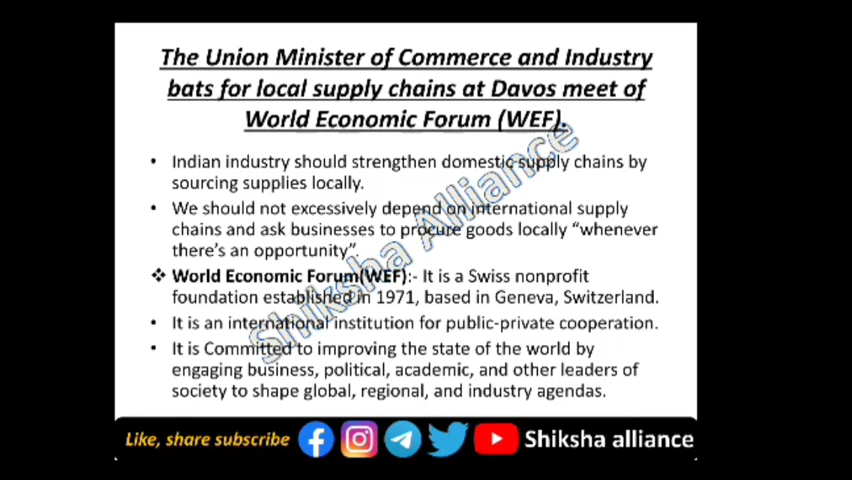 The Union Minister of Commerce and Industry
bats for local supply chains at Davos meet of
World Economic Forum (WEF).
• Indian industry should strengthen domestic supply chains by
sourcing supplies locally.
• We should not excessively depend on international supply
chains and ask businesses to procure goods locally “whenever
there’s an opportunity”.
❖ World Economic Forum(WEF):- It is a Swiss nonprofit
foundation established in 1971, based in Geneva, Switzerland.
• It is an international institution for public-private cooperation.
• It is Committed to improving the state of the world by
engaging business, political, academic, and other leaders of
society to shape global, regional, and industry agendas.
Shiksha Alliance
Like, share subscribe
Shiksha alliance